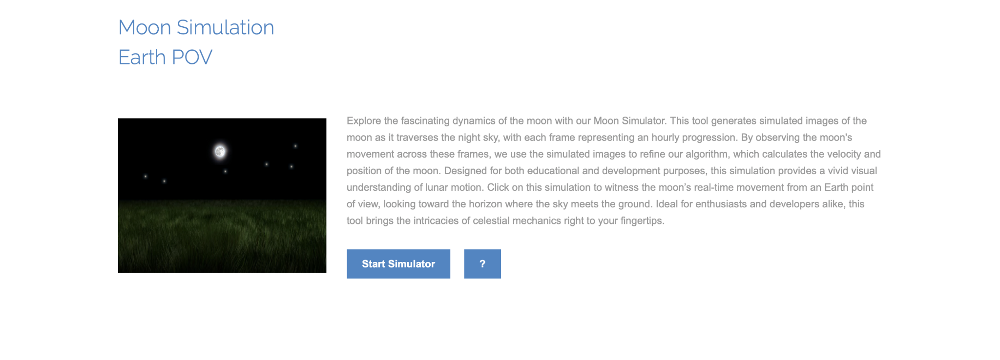 Moon Simulation
Earth POV
Explore the fascinating dynamics of the moon with our Moon Simulator. This tool generates simulated images of the
moon as it traverses the night sky, with each frame representing an hourly progression. By observing the moon's
movement across these frames, we use the simulated images to refine our algorithm, which calculates the velocity and
position of the moon. Designed for both educational and development purposes, this simulation provides a vivid visual
understanding of lunar motion. Click on this simulation to witness the moon’s real-time movement from an Earth point
of view, looking toward the horizon where the sky meets the ground. Ideal for enthusiasts and developers alike, this
tool brings the intricacies of celestial mechanics right to your fingertips.
Start Simulator
?